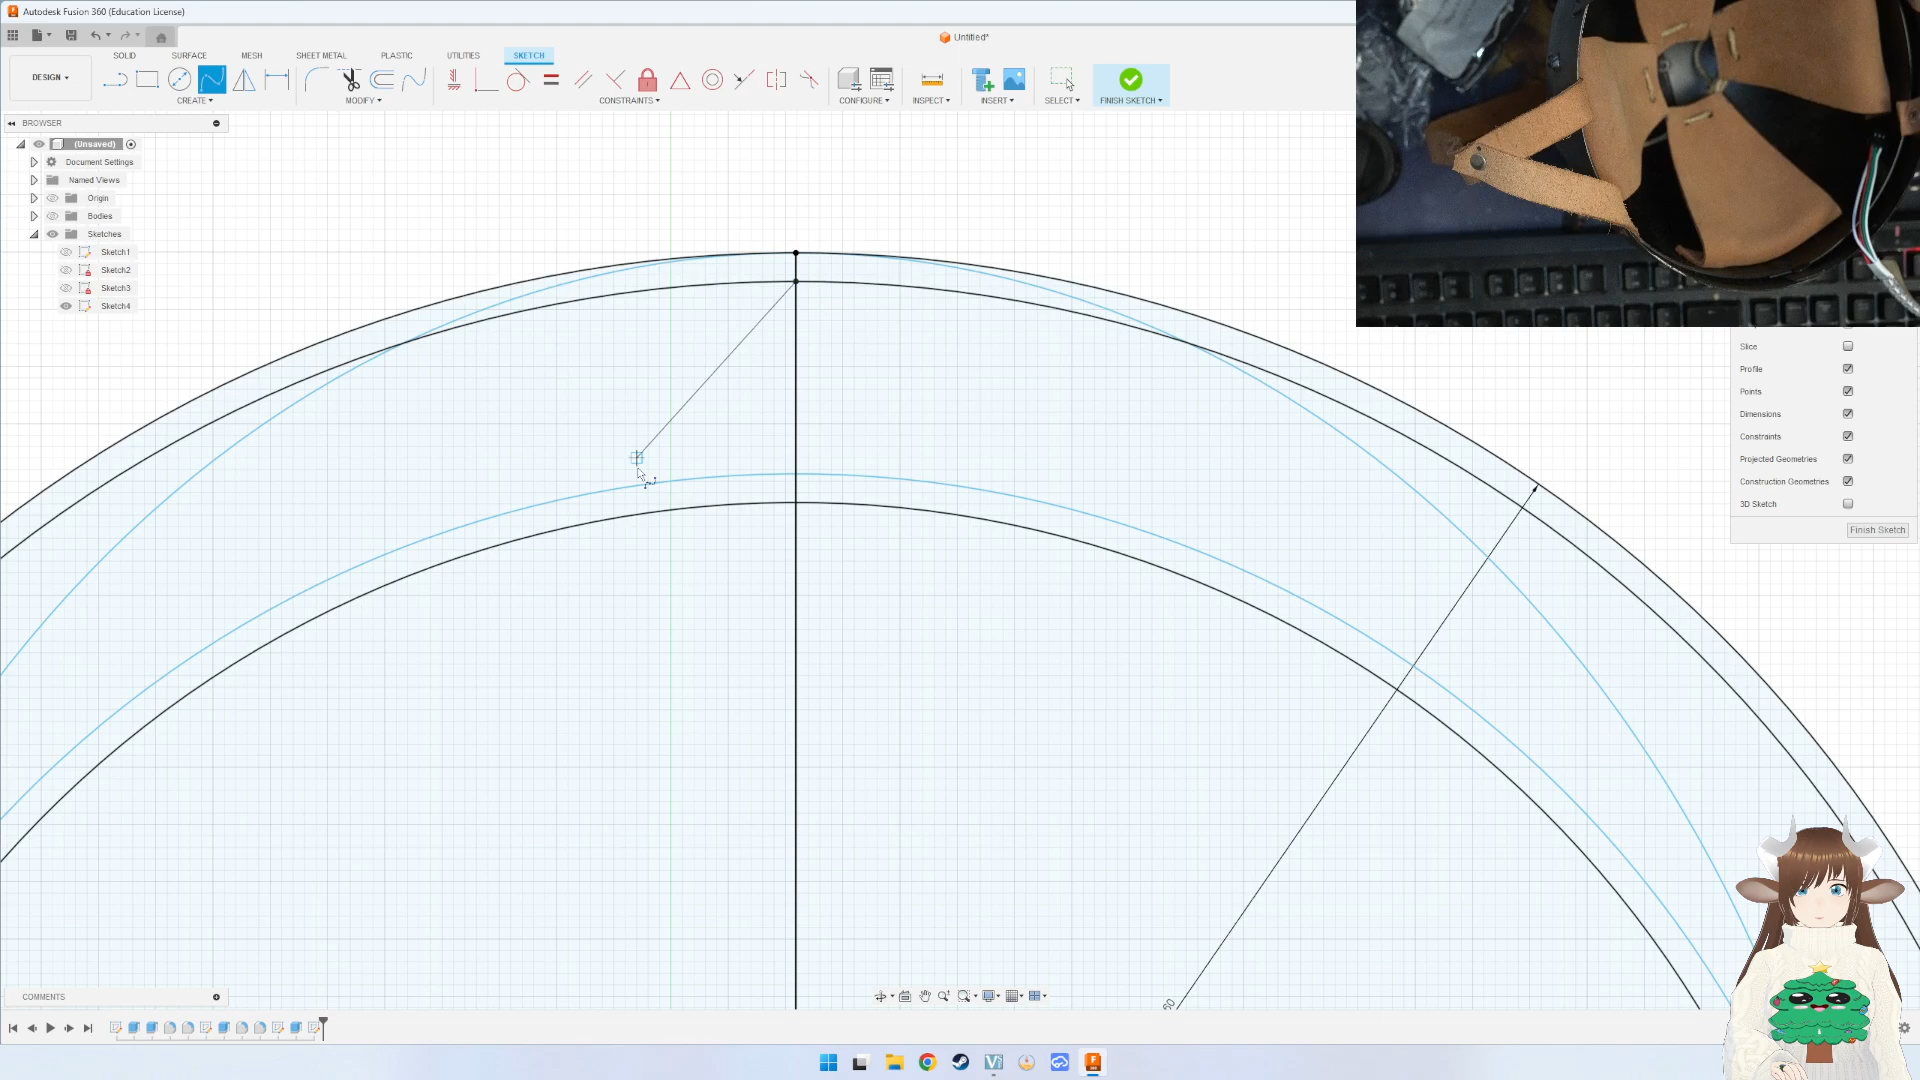 Autodesk Fusion 360 (Education License)
Untitled*
DESIGN
SOLID
SURFACE
MESH
SHEET METAL
PLASTIC
UTILITIES
SKETCH
CREATE
MODIFY
CONSTRAINTS
CONFIGURE
INSPECT
INSERT
SELECT
FINISH SKETCH
BROWSER
(Unsaved)
Document Settings
Named Views
Origin
Bodies
Sketches
Sketch1
Sketch2
Sketch3
Sketch4
Slice
Profile
Points
Dimensions
Constraints
Projected Geometries
Construction Geometries
3D Sketch
Finish Sketch
COMMENTS